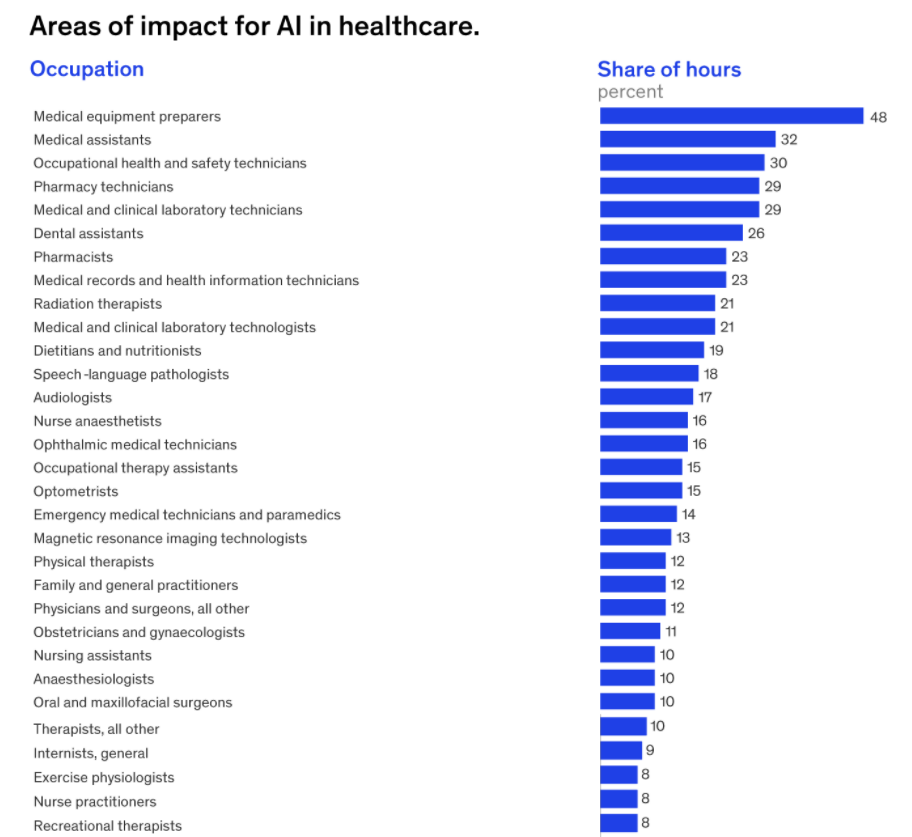 Areas of impact for AI in healthcare.
Occupation Share of hours
percent
Medical equipment preparers 48
Medical assistants 32
Occupational health and safety technicians 30
Pharmacy technicians 29
Medical and clinical laboratory technicians 29
Dental assistants 26
Pharmacists 23
Medical records and health information technicians 23
Radiation therapists 21
Medical and clinical laboratory technologists 21
Dietitians and nutritionists 19
Speech-language pathologists 18
Audiologists 17
Nurse anaesthetists 16
Ophthalmic medical technicians 16
Occupational therapy assistants 15
Optometrists 15
Emergency medical technicians and paramedics 14
Magnetic resonance imaging technologists 13
Physical therapists 12
Family and general practitioners 12
Physicians and surgeons, all other 12
Obstetricians and gynaecologists 11
Nursing assistants 10
Anaesthesiologists 10
Oral and maxillofacial surgeons 10
Therapists, all other 10
Internists, general 9
Exercise physiologists 8
Nurse practitioners 8
Recreational therapists 8